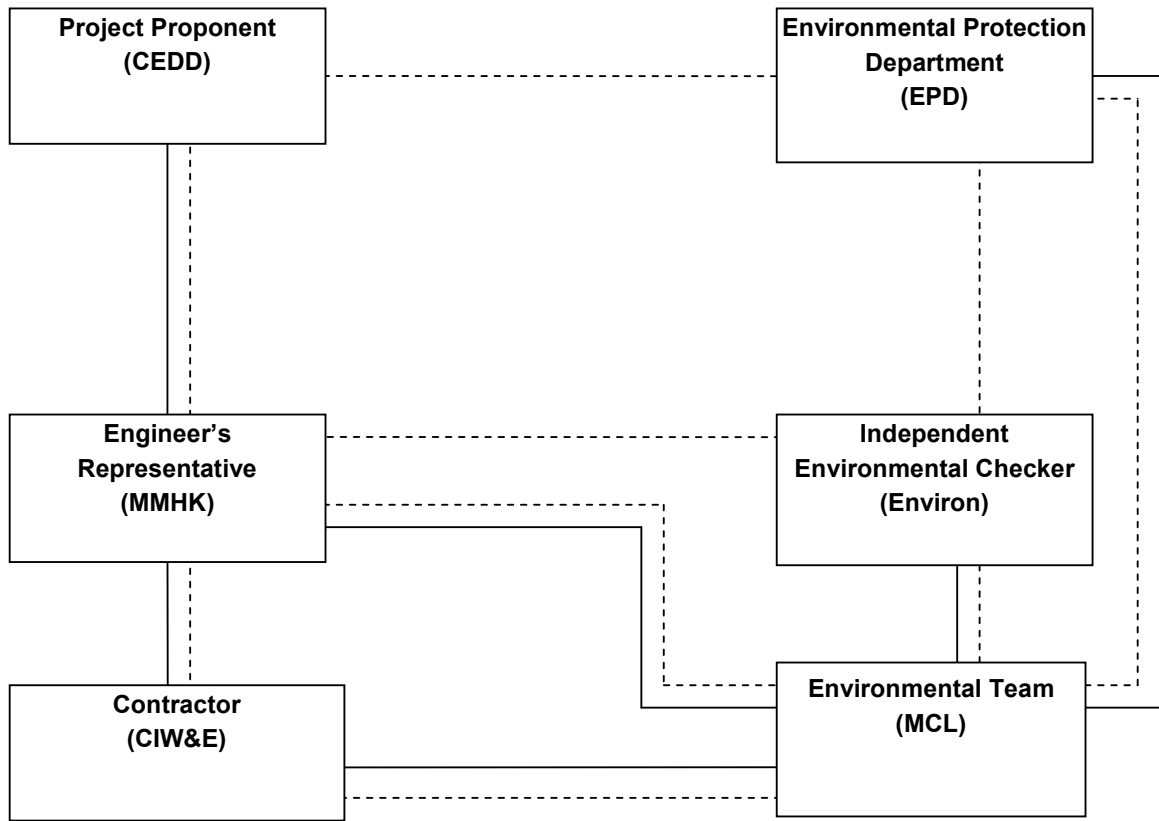 Project Proponent
(CEDD)
Environmental Protection
Department
(EPD)
Engineer’s
Representative
(MMHK)
Independent
Environmental Checker
(Environ)
Contractor
(CIW&E)
Environmental Team
(MCL)